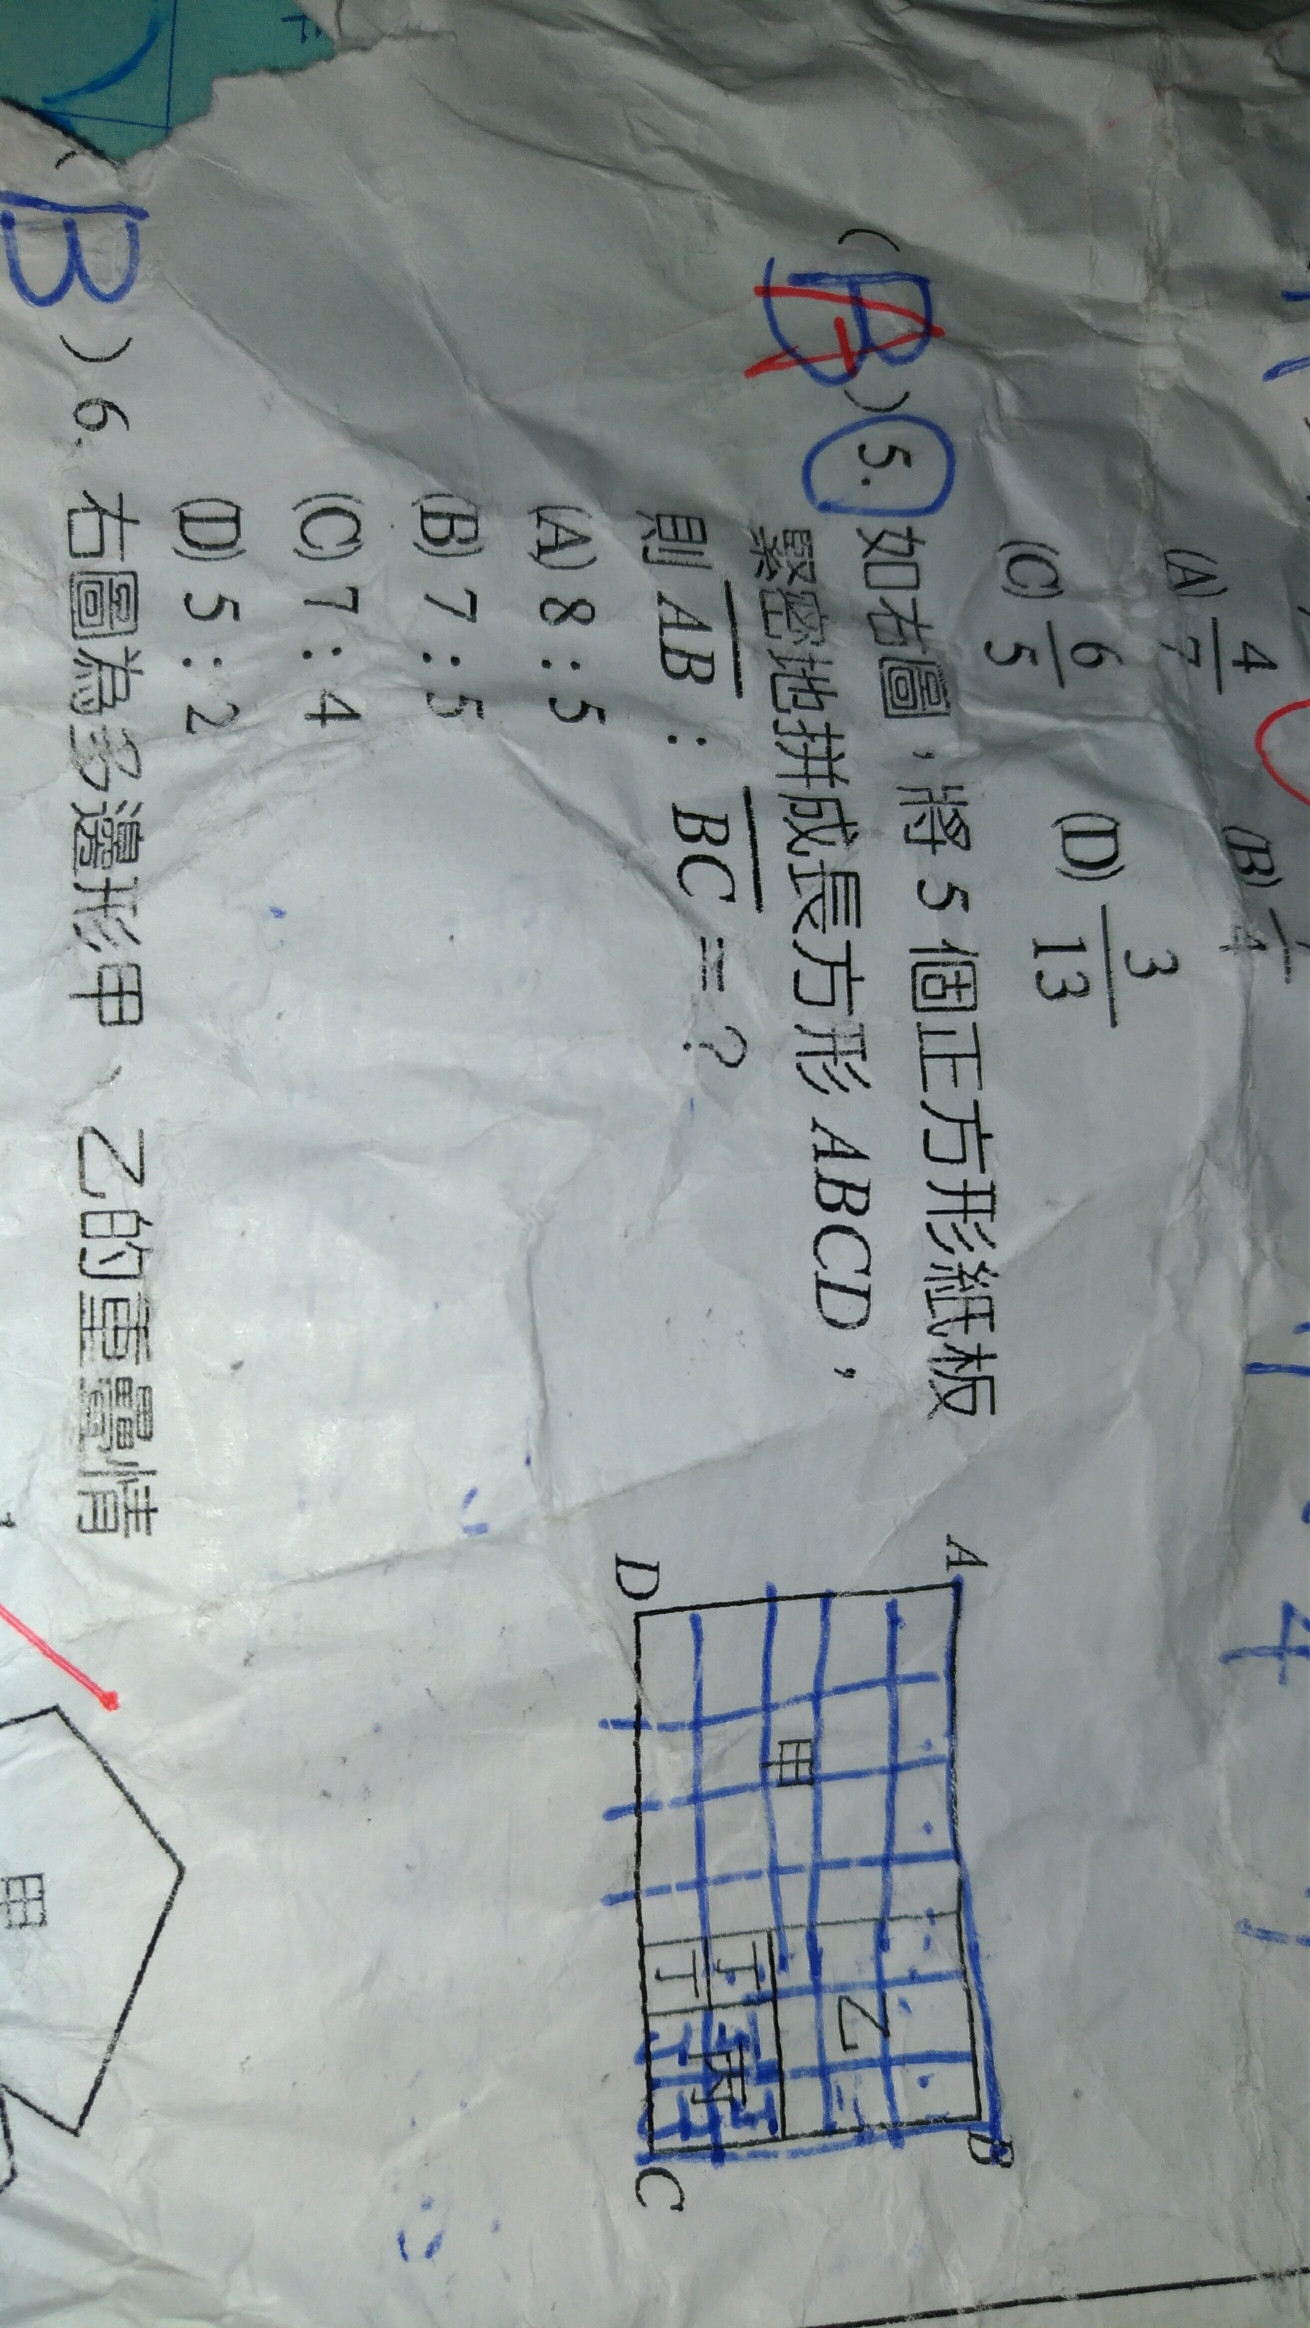 (A) 4/7
(B)
(C) 6/5
(D) 3/13
(B) 5. 如右圖，將 5 個正方形紙板
緊密地拼成長方形 ABCD，
則 AB : BC = ?
(A) 8 : 5
(B) 7 : 5
(C) 7 : 4
(D) 5 : 2
A
B
C
D
甲
乙
丙
丁
(B) 6. 右圖為多邊形甲、乙的重疊情
甲